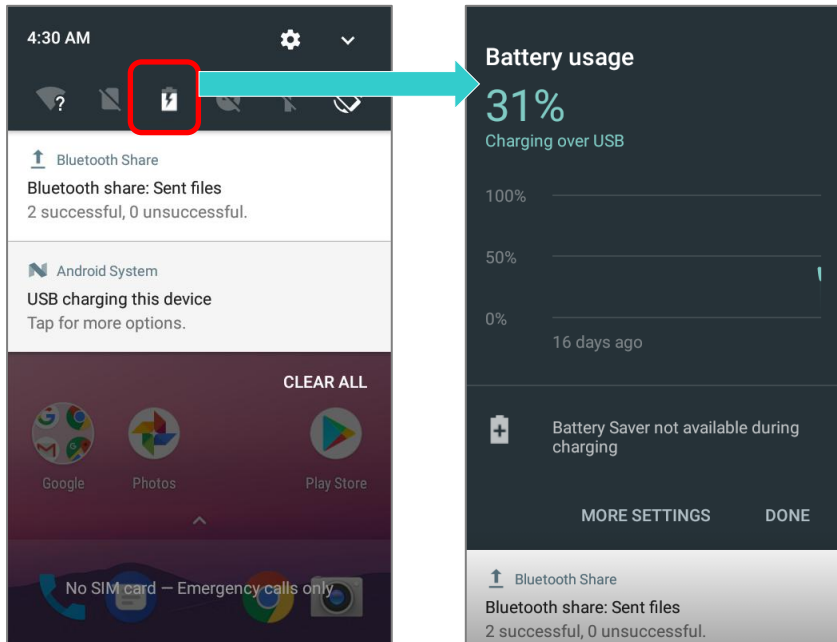 4:30 AM
?
Bluetooth Share
Bluetooth share: Sent files
2 successful, 0 unsuccessful.
Android System
USB charging this device
Tap for more options.
CLEAR ALL
Google
Photos
Play Store
No SIM card — Emergency calls only
Battery usage
31%
Charging over USB
100%
50%
0%
16 days ago
Battery Saver not available during
charging
MORE SETTINGS DONE
Bluetooth Share
Bluetooth share: Sent files
2 successful, 0 unsuccessful.